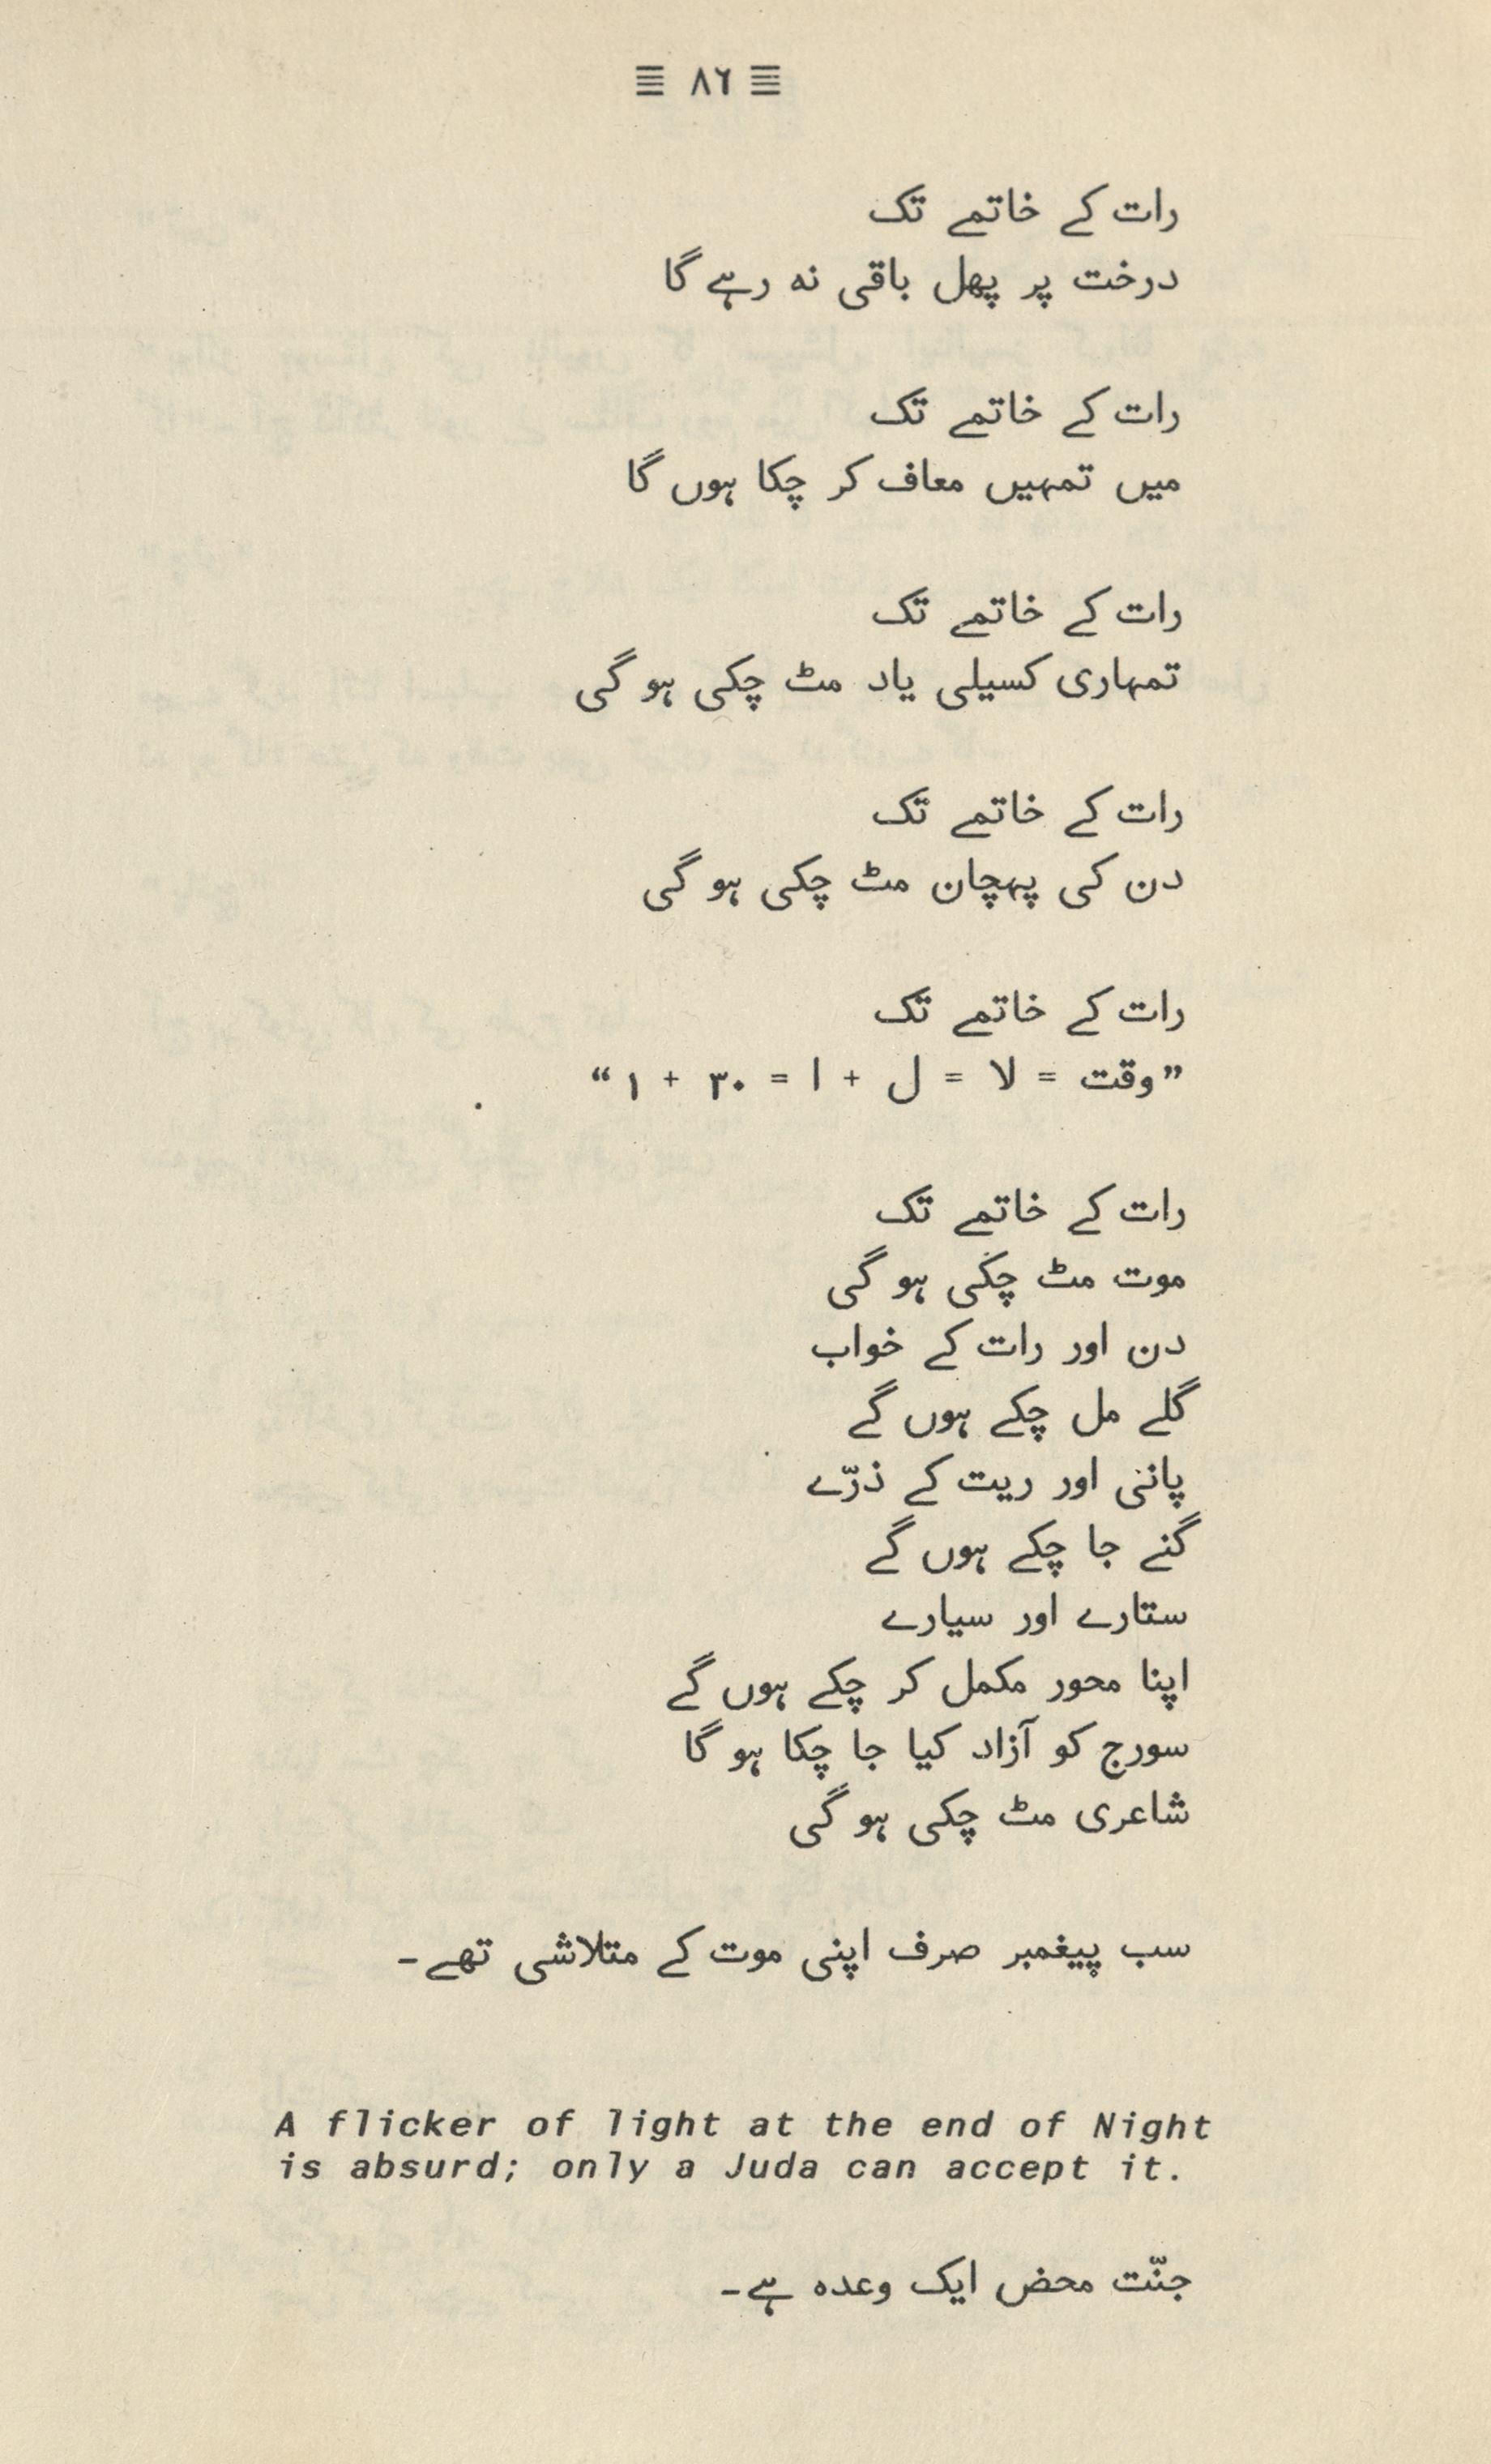 ≡ ٨٦ ≡
رات کے خاتمے تک
درخت پر پھل باقی نہ رہے گا
رات کے خاتمے تک
میں تمہیں معاف کر چکا ہوں گا
رات کے خاتمے تک
تمہاری کسیلی یاد مٹ چکی ہو گی
رات کے خاتمے تک
دن کی پہچان مٹ چکی ہو گی
رات کے خاتمے تک
”وقت = لا = ل + ا = ۳۰ + ۱“
رات کے خاتمے تک
موت مٹ چکی ہو گی
دن اور رات کے خواب
گلے مل چکے ہوں گے
پانی اور ریت کے ذرّے
گنے جا چکے ہوں گے
ستارے اور سیارے
اپنا محور مکمل کر چکے ہوں گے
سورج کو آزاد کیا جا چکا ہو گا
شاعری مٹ چکی ہو گی
سب پیغمبر صرف اپنی موت کے متلاشی تھے۔
A flicker of light at the end of Night
is absurd; only a Juda can accept it.
جنّت محض ایک وعدہ ہے۔